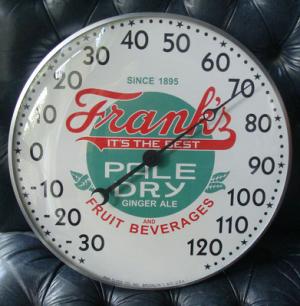 SINCE 1895
Frank's
IT'S THE BEST
PALE
DRY
GINGER ALE
AND
FRUIT BEVERAGES
-30
-20
-10
0
10
20
30
40
50
60
70
80
90
100
110
120